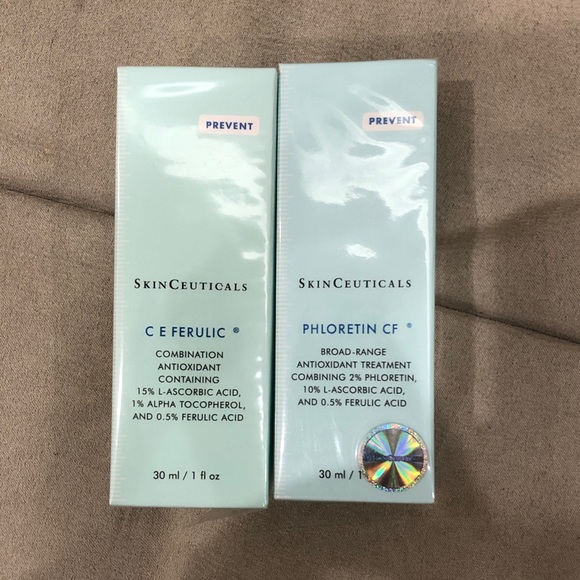 PREVENT
SKINCEUTICALS
C E FERULIC ®
COMBINATION
ANTIOXIDANT
CONTAINING
15% L-ASCORBIC ACID,
1% ALPHA TOCOPHEROL,
AND 0.5% FERULIC ACID
30 ml / 1 fl oz
PREVENT
SKINCEUTICALS
PHLORETIN CF ®
BROAD-RANGE
ANTIOXIDANT TREATMENT
COMBINING 2% PHLORETIN,
10% L-ASCORBIC ACID,
AND 0.5% FERULIC ACID
30 ml / 1